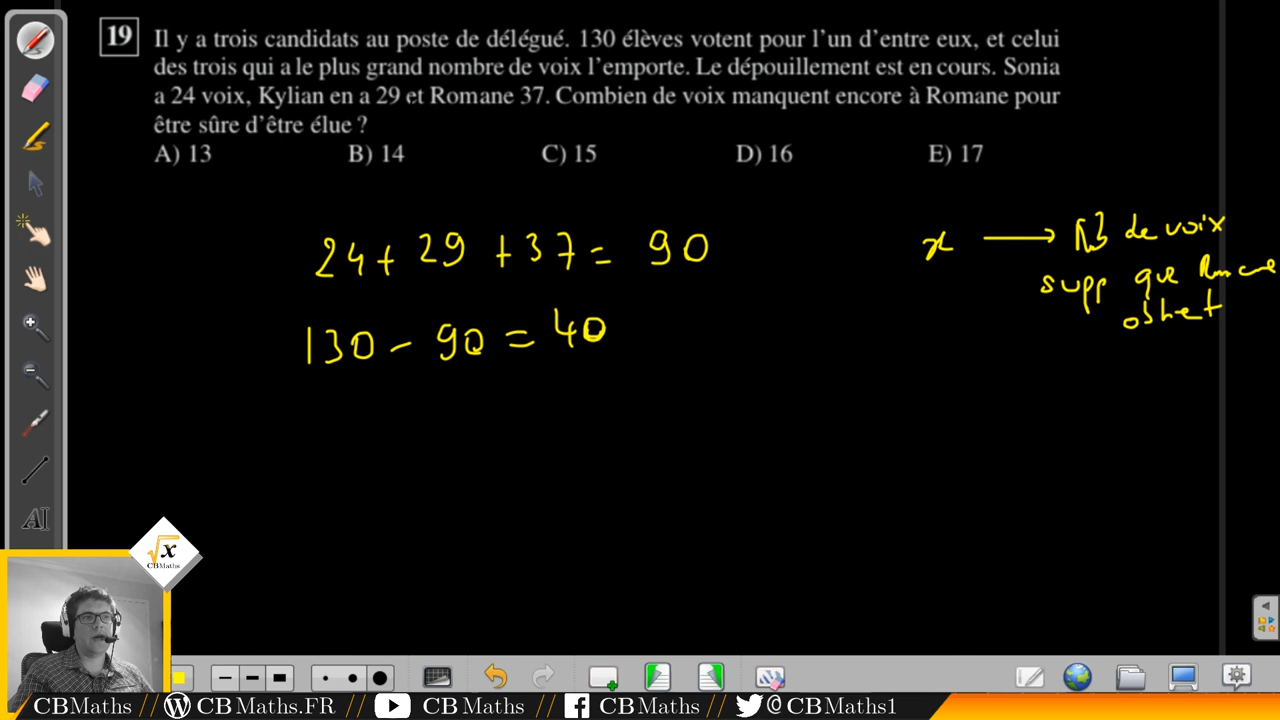 19 Il y a trois candidats au poste de délégué. 130 élèves votent pour l'un d'entre eux, et celui
des trois qui a le plus grand nombre de voix l'emporte. Le dépouillement est en cours. Sonia
a 24 voix, Kylian en a 29 et Romane 37. Combien de voix manquent encore à Romane pour
être sûre d'être élue ?
A) 13 B) 14 C) 15 D) 16 E) 17
24 + 29 + 37 = 90
130 - 90 = 40
x → de voix
supp que
AI
√x
CBMaths
CBMaths CBMaths.FR CBMaths CBMaths @CBMaths1